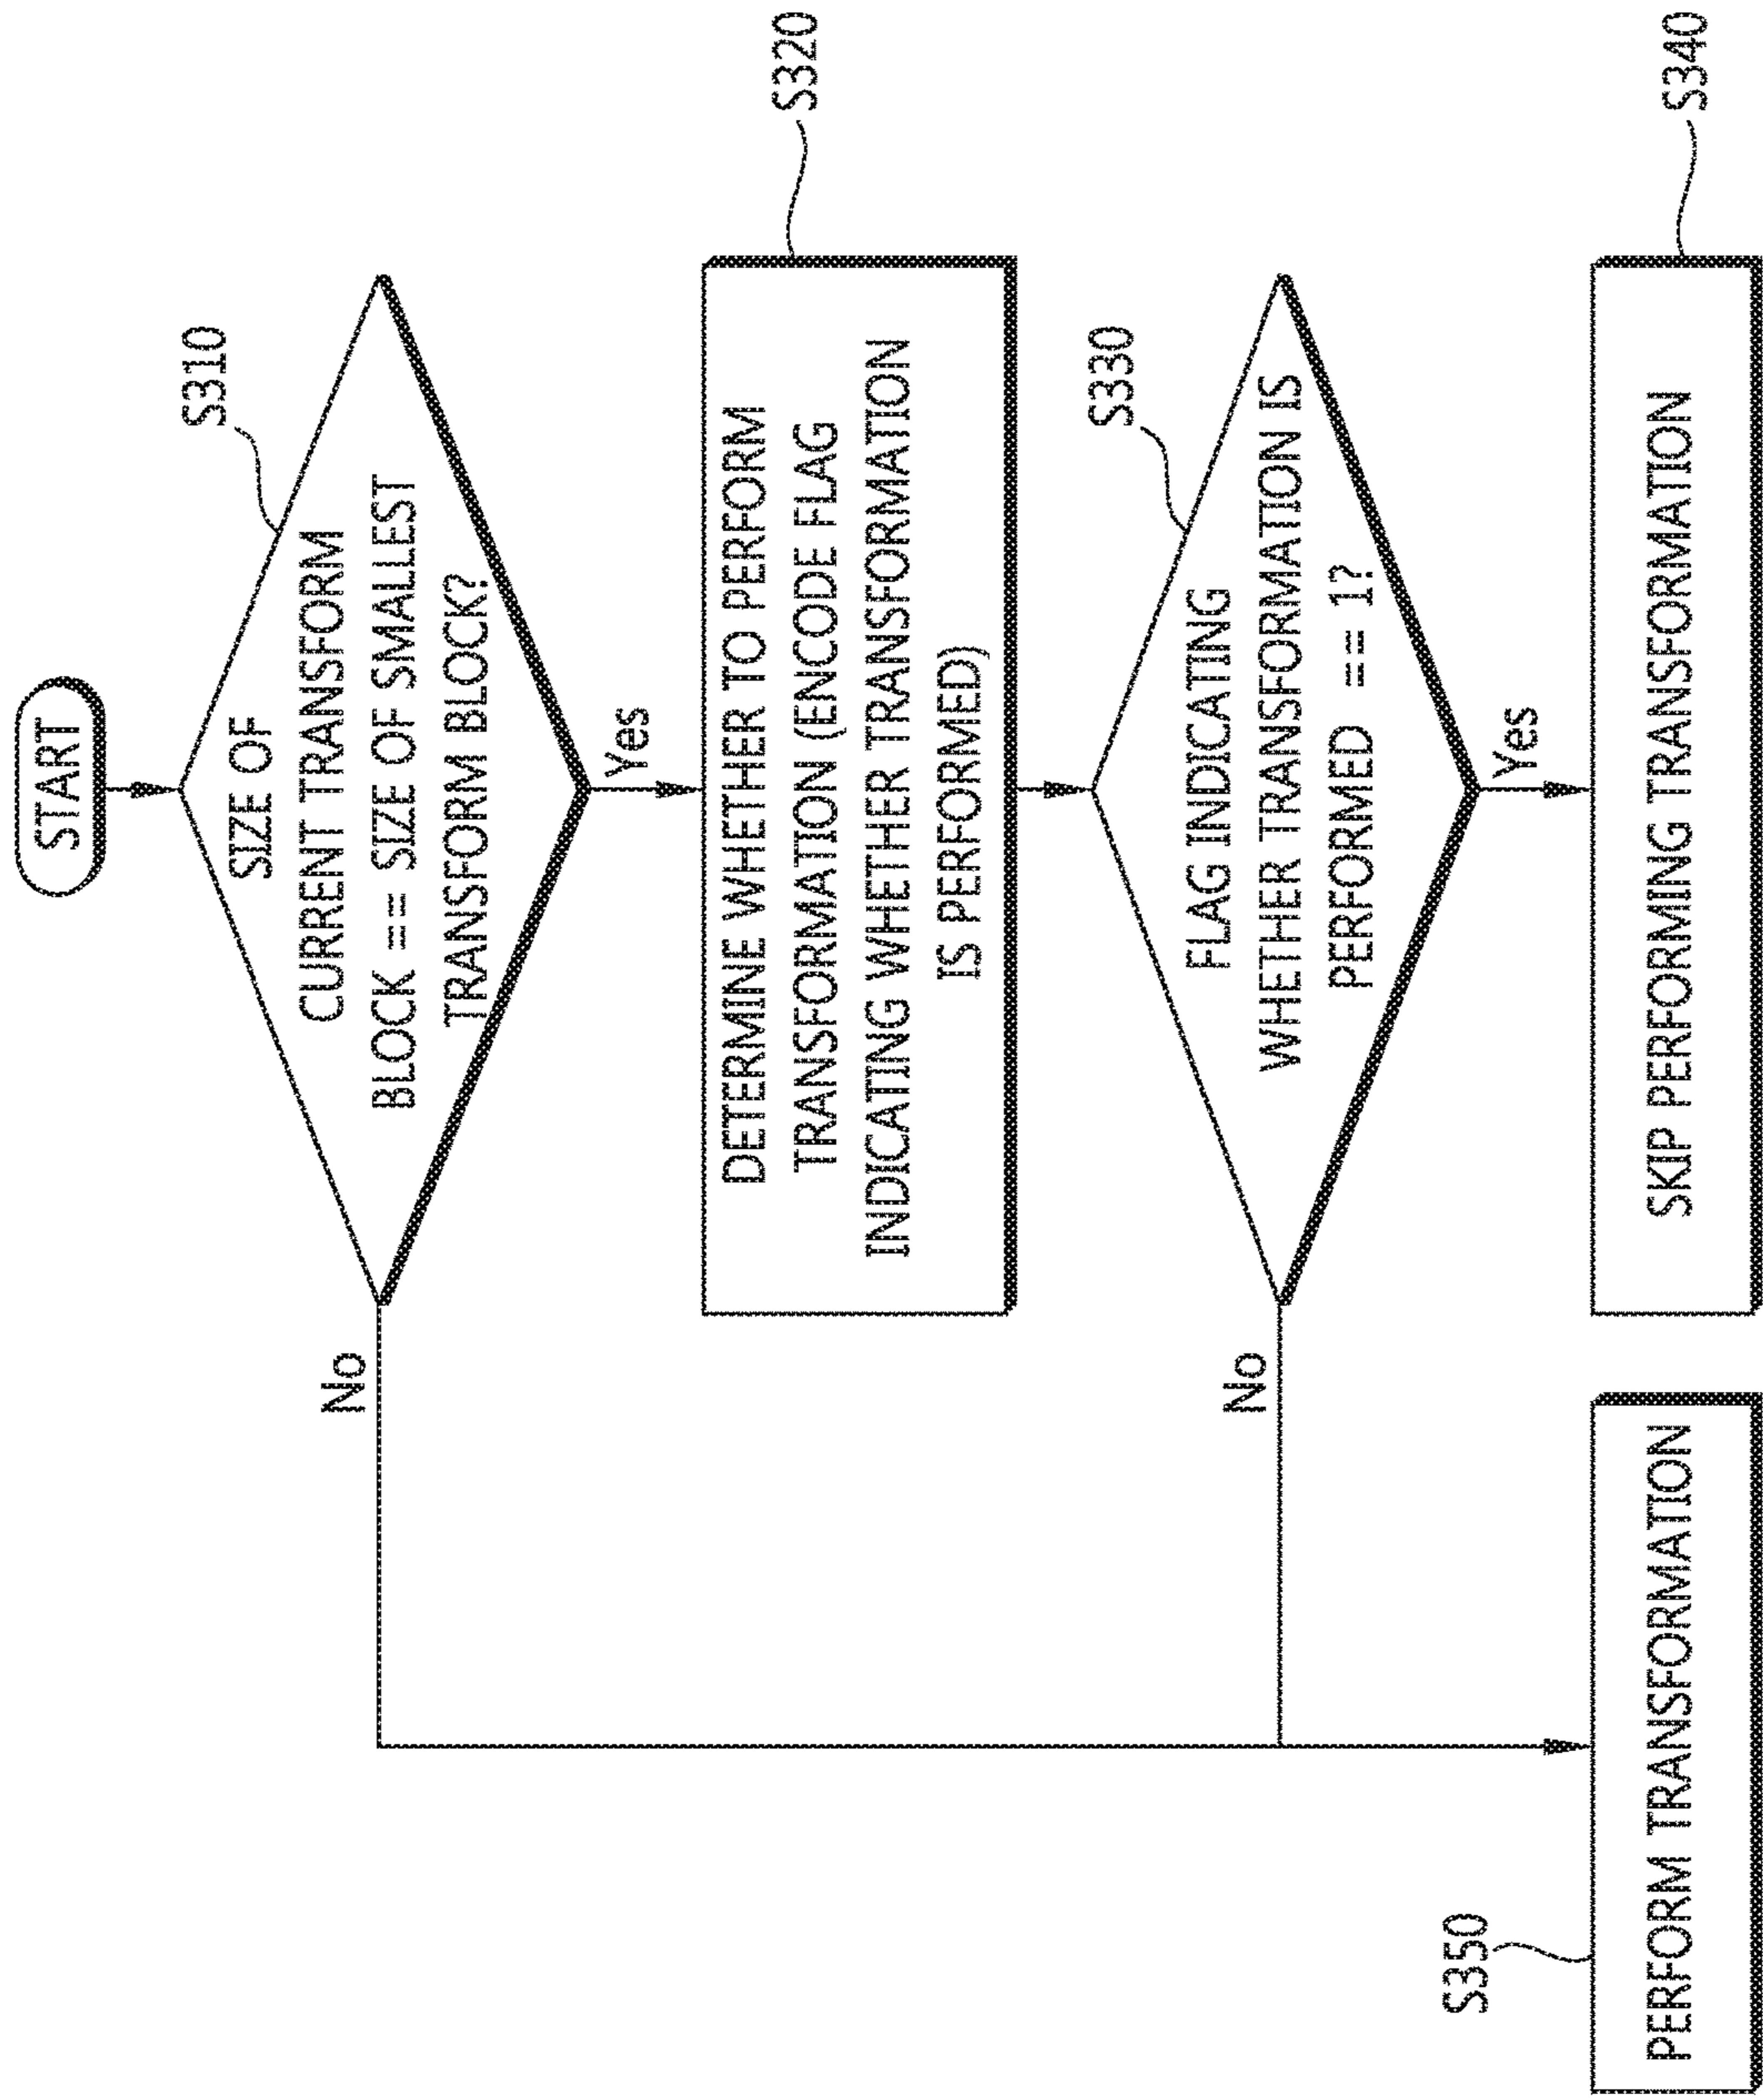 START
S310
SIZE OF
CURRENT TRANSFORM
BLOCK == SIZE OF SMALLEST
TRANSFORM BLOCK?
No
Yes
S320
DETERMINE WHETHER TO PERFORM
TRANSFORMATION (ENCODE FLAG
INDICATING WHETHER TRANSFORMATION
IS PERFORMED)
S330
FLAG INDICATING
WHETHER TRANSFORMATION IS
PERFORMED == 1?
No
Yes
S350
PERFORM TRANSFORMATION
S340
SKIP PERFORMING TRANSFORMATION